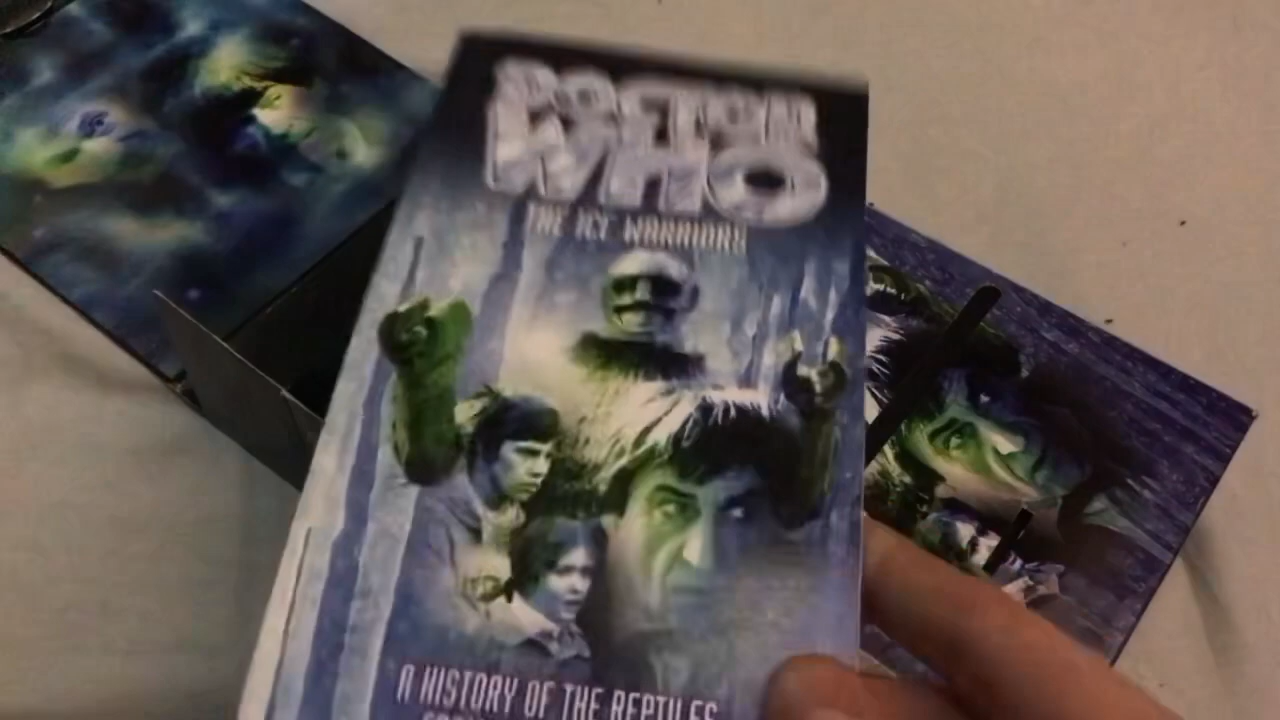 DOCTOR
WHO
THE ICE WARRIORS
A HISTORY OF THE REPTILES